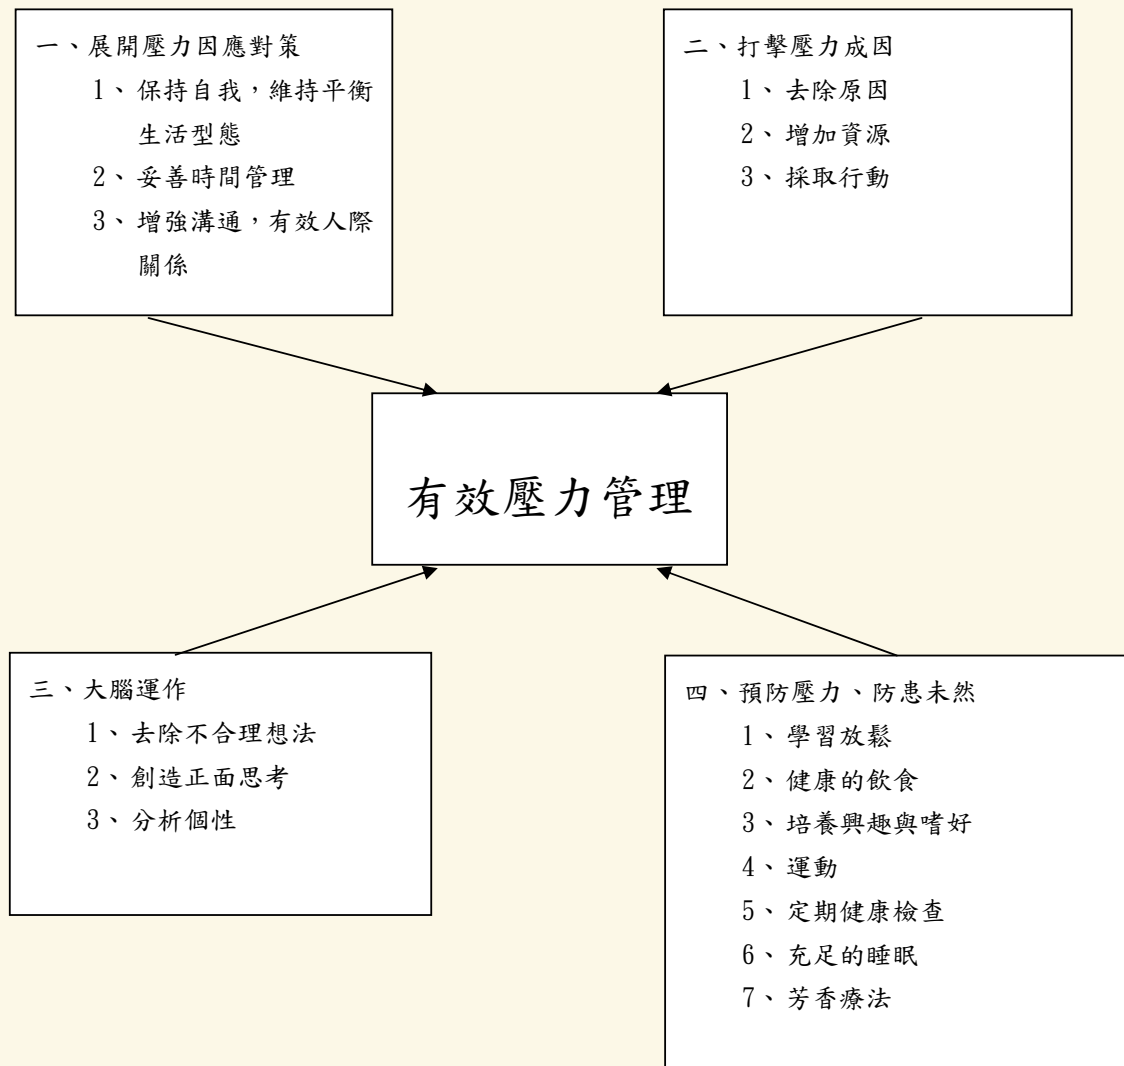 一、展開壓力因應對策
1、保持自我，維持平衡
生活型態
2、妥善時間管理
3、增強溝通，有效人際
關係
二、打擊壓力成因
1、去除原因
2、增加資源
3、採取行動
有效壓力管理
三、大腦運作
1、去除不合理想法
2、創造正面思考
3、分析個性
四、預防壓力、防患未然
1、學習放鬆
2、健康的飲食
3、培養興趣與嗜好
4、運動
5、定期健康檢查
6、充足的睡眠
7、芳香療法